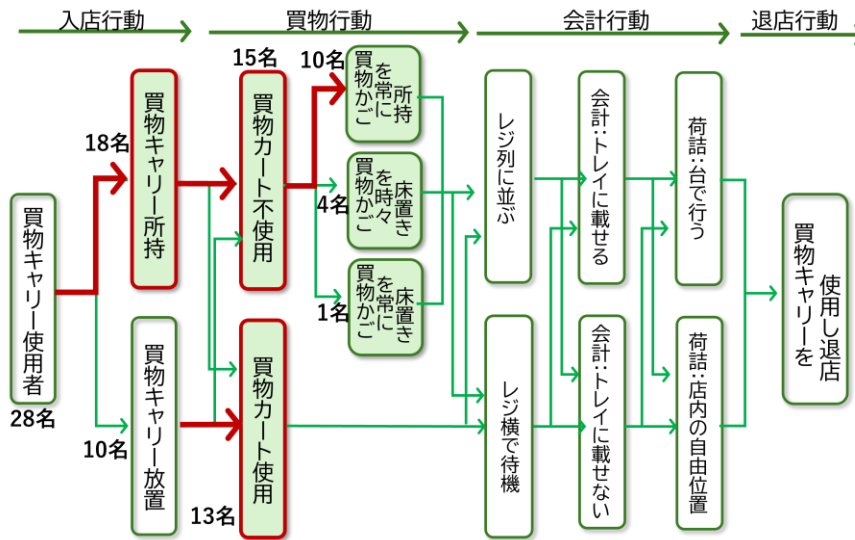 入店行動
買物行動
会計行動
退店行動
買物キャリー使用者
28名
18名
買物キャリー所持
10名
買物キャリー放置
15名
買物カート不使用
13名
買物カート使用
10名
買物かご
を常に
所持
4名
買物かご
を時々
床置き
1名
買物かご
を常に
床置き
レジ列に並ぶ
レジ横で待機
会計:トレイに載せる
会計:トレイに載せない
荷詰:台で行う
荷詰:店内の自由位置
買物キャリーを
使用し退店